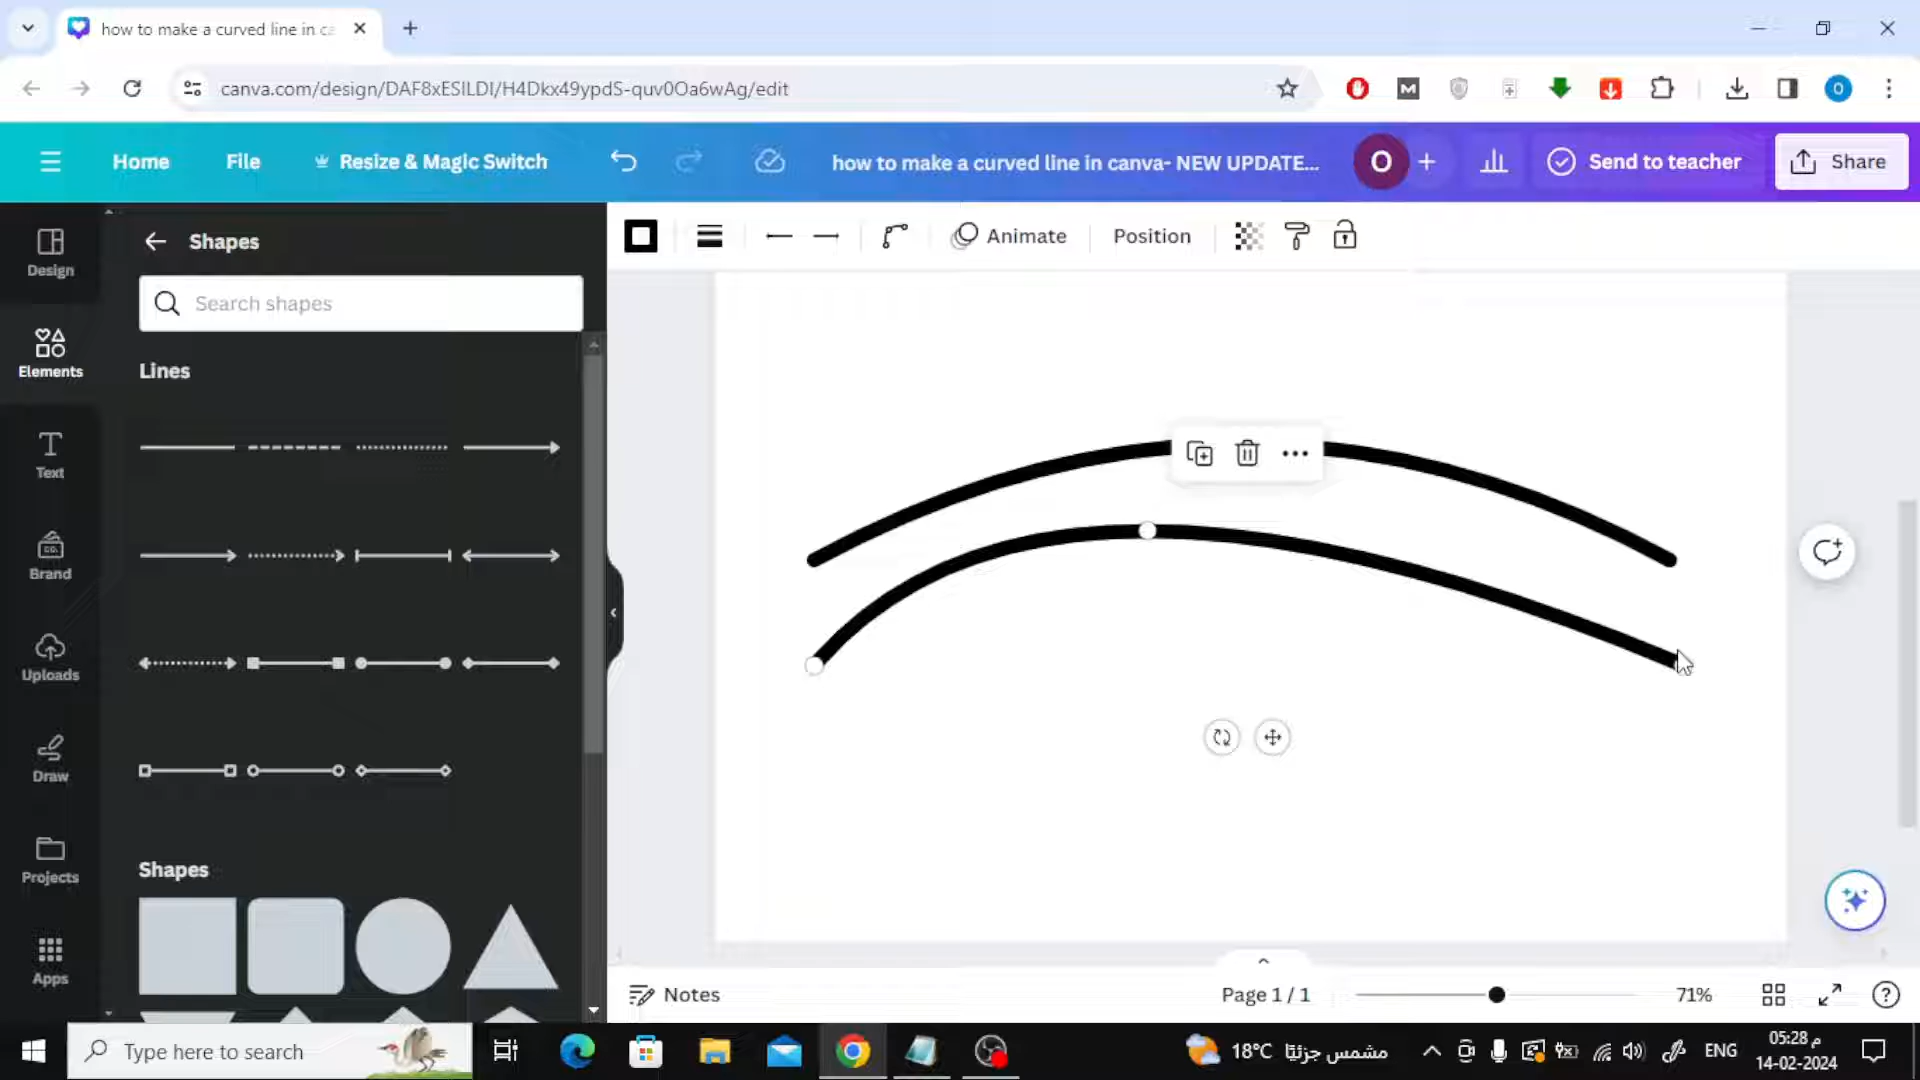 how to make a curved line in ca
canva.com/design/DAF8xESILDI/H4Dkx49ypdS-quv0Oa6wAg/edit
Home
File
Resize & Magic Switch
how to make a curved line in canva- NEW UPDATE...
O
Send to teacher
Share
Design
Elements
Text
Brand
Uploads
Draw
Projects
Apps
Shapes
Search shapes
Lines
Shapes
Animate
Position
Notes
Page 1 / 1
71%
Type here to search
18°C مشمس جزئيًا
ENG
05:28 م
14-02-2024